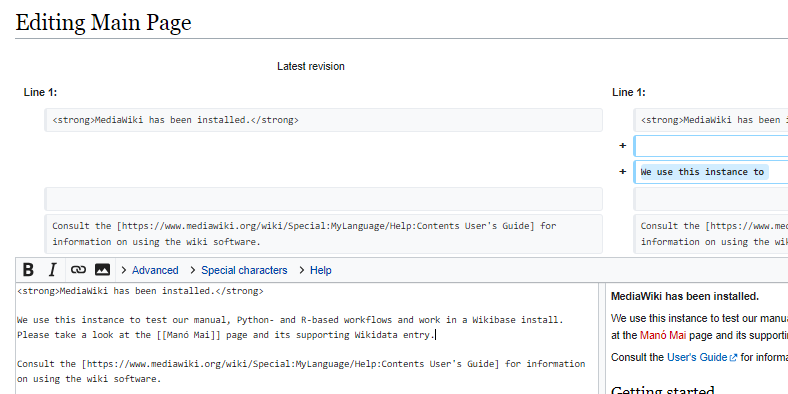 Editing Main Page
Latest revision
Line 1:
Line 1:
<strong>MediaWiki has been installed.</strong>
<strong>MediaWiki has been
+
+ We use this instance to
Consult the [https://www.mediawiki.org/wiki/Special:MyLanguage/Help:Contents User's Guide] for
information on using the wiki software.
Consult the [https://www.med
information on using the wik
B I > Advanced > Special characters > Help
<strong>MediaWiki has been installed.</strong>
We use this instance to test our manual, Python- and R-based workflows and work in a Wikibase install.
Please take a look at the [[Manó Mai]] page and its supporting Wikidata entry.
Consult the [https://www.mediawiki.org/wiki/Special:MyLanguage/Help:Contents User's Guide] for information
on using the wiki software.
MediaWiki has been installed.
We use this instance to test our manua
at the Manó Mai page and its supporti
Consult the User's Guide for informa
Getting started